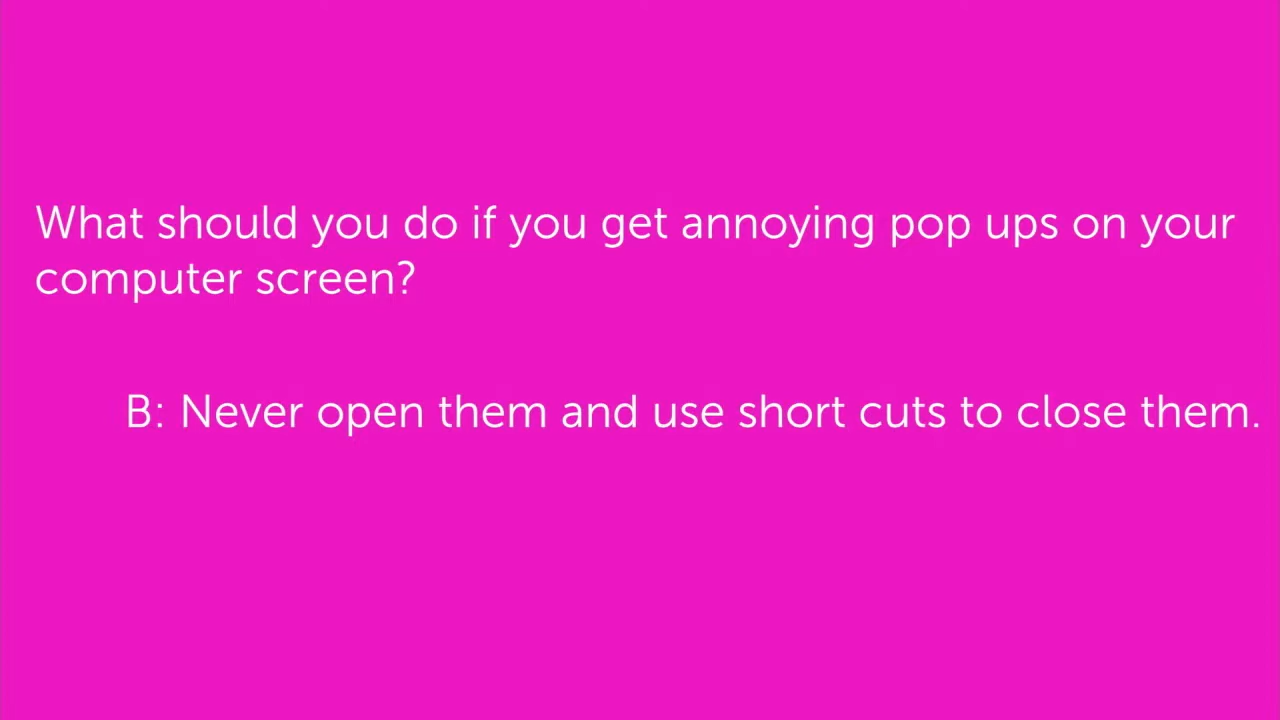 What should you do if you get annoying pop ups on your
computer screen?
B: Never open them and use short cuts to close them.